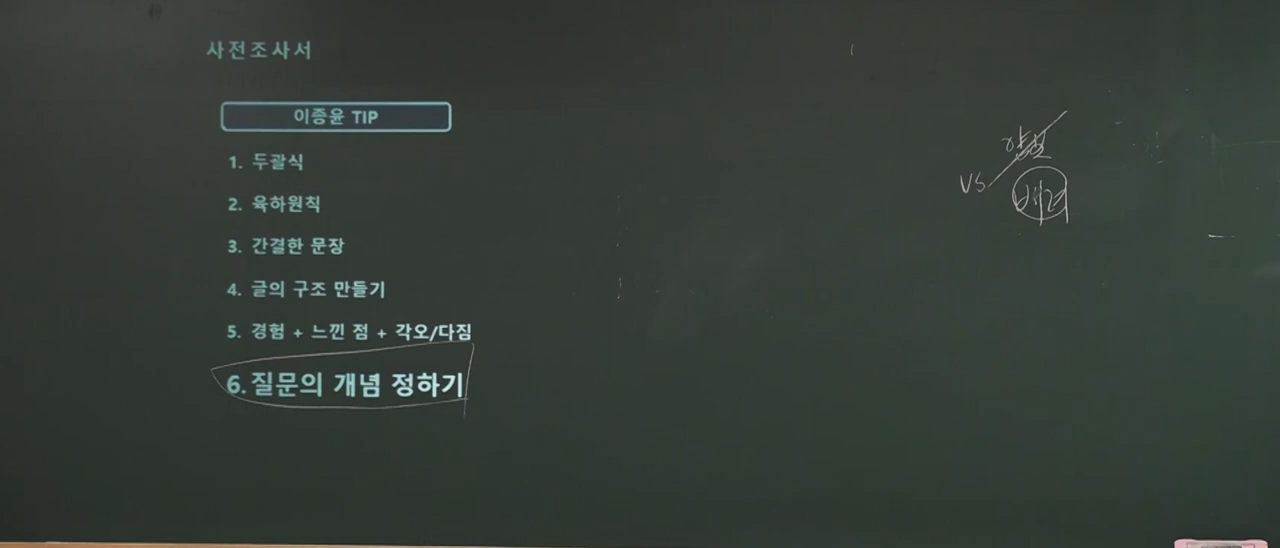 사전조사서
이종윤 TIP
1. 두괄식
2. 육하원칙
3. 간결한 문장
4. 글의 구조 만들기
5. 경험 + 느낀 점 + 각오/다짐
6. 질문의 개념 정하기
VS
배려